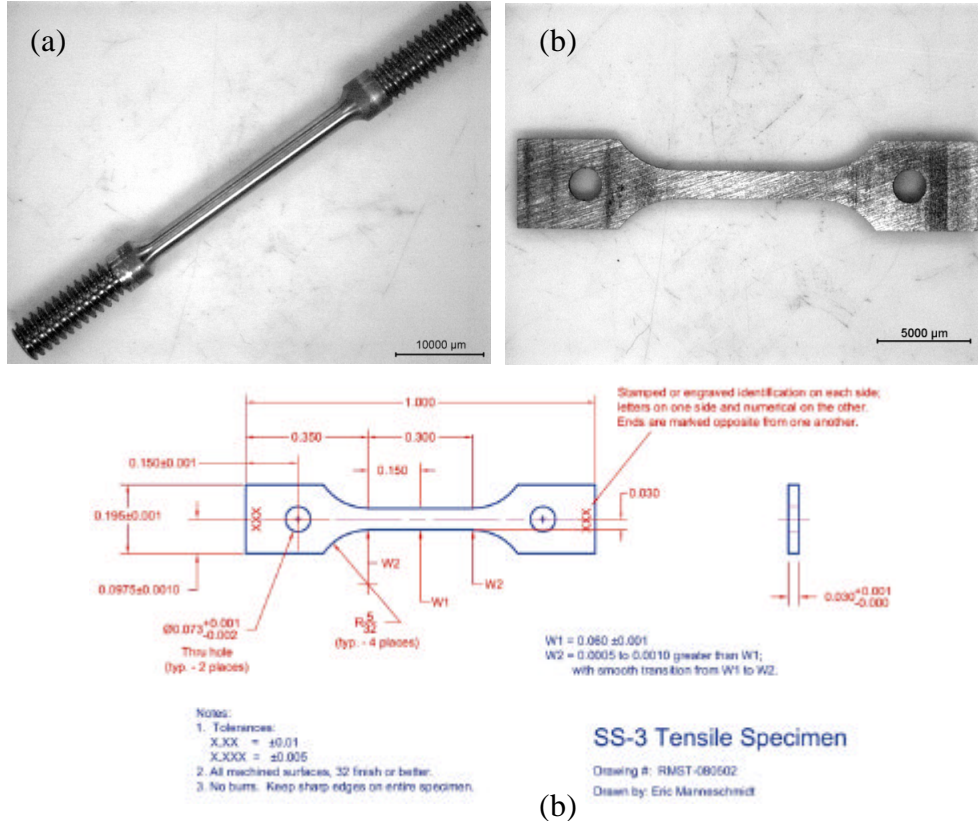 (a)
(b)
10000 µm
5000 µm
Stamped or engraved identification on each side;
letters on one side and numerical on the other.
Ends are marked opposite from one another.
1.000
0.350
0.300
0.150±0.001
0.150
0.030
0.195±0.001
XXX
XXX
W2
W2
W1
0.0975±0.0010
0.030+0.001
-0.000
R5/32
(typ. - 4 places)
Ø0.073+0.001
-0.002
Thru hole
(typ. - 2 places)
W1 = 0.060 ±0.001
W2 = 0.0005 to 0.0010 greater than W1;
with smooth transition from W1 to W2.
Notes:
1. Tolerances:
X.XX = ±0.01
X.XXX = ±0.005
2. All machined surfaces, 32 finish or better.
3. No burrs. Keep sharp edges on entire specimen.
SS-3 Tensile Specimen
Drawing #: RMST-080502
Drawn by: Eric Manneschmidt
(b)